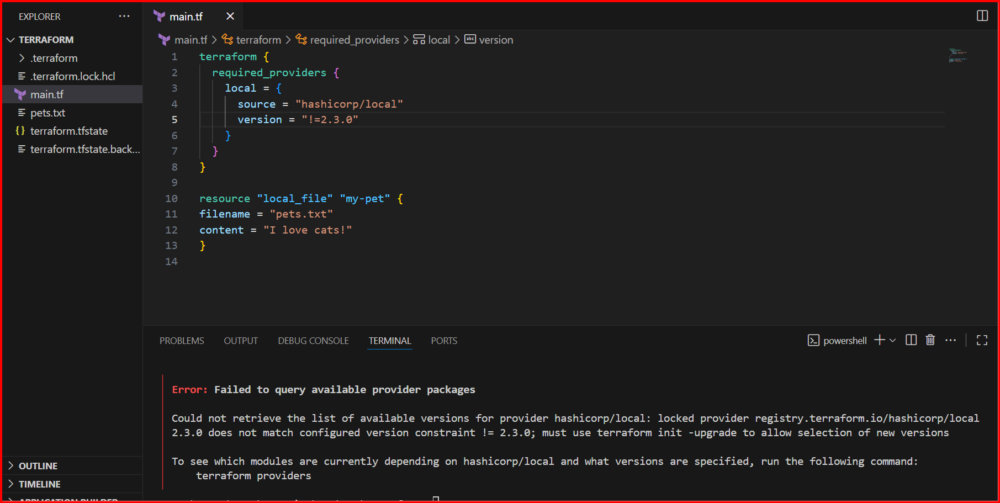 EXPLORER
TERRAFORM
.terraform
.terraform.lock.hcl
main.tf
pets.txt
terraform.tfstate
terraform.tfstate.back...
OUTLINE
TIMELINE
APPLICATION BUILDER
main.tf
main.tf > terraform > required_providers > local > abc version
1 terraform {
2 required_providers {
3 local = {
4 source = "hashicorp/local"
5 version = "!=2.3.0"
6 }
7 }
8 }
9
10 resource "local_file" "my-pet" {
11 filename = "pets.txt"
12 content = "I love cats!"
13 }
14
PROBLEMS OUTPUT DEBUG CONSOLE TERMINAL PORTS
powershell
Error: Failed to query available provider packages
Could not retrieve the list of available versions for provider hashicorp/local: locked provider registry.terraform.io/hashicorp/local
2.3.0 does not match configured version constraint != 2.3.0; must use terraform init -upgrade to allow selection of new versions
To see which modules are currently depending on hashicorp/local and what versions are specified, run the following command:
terraform providers